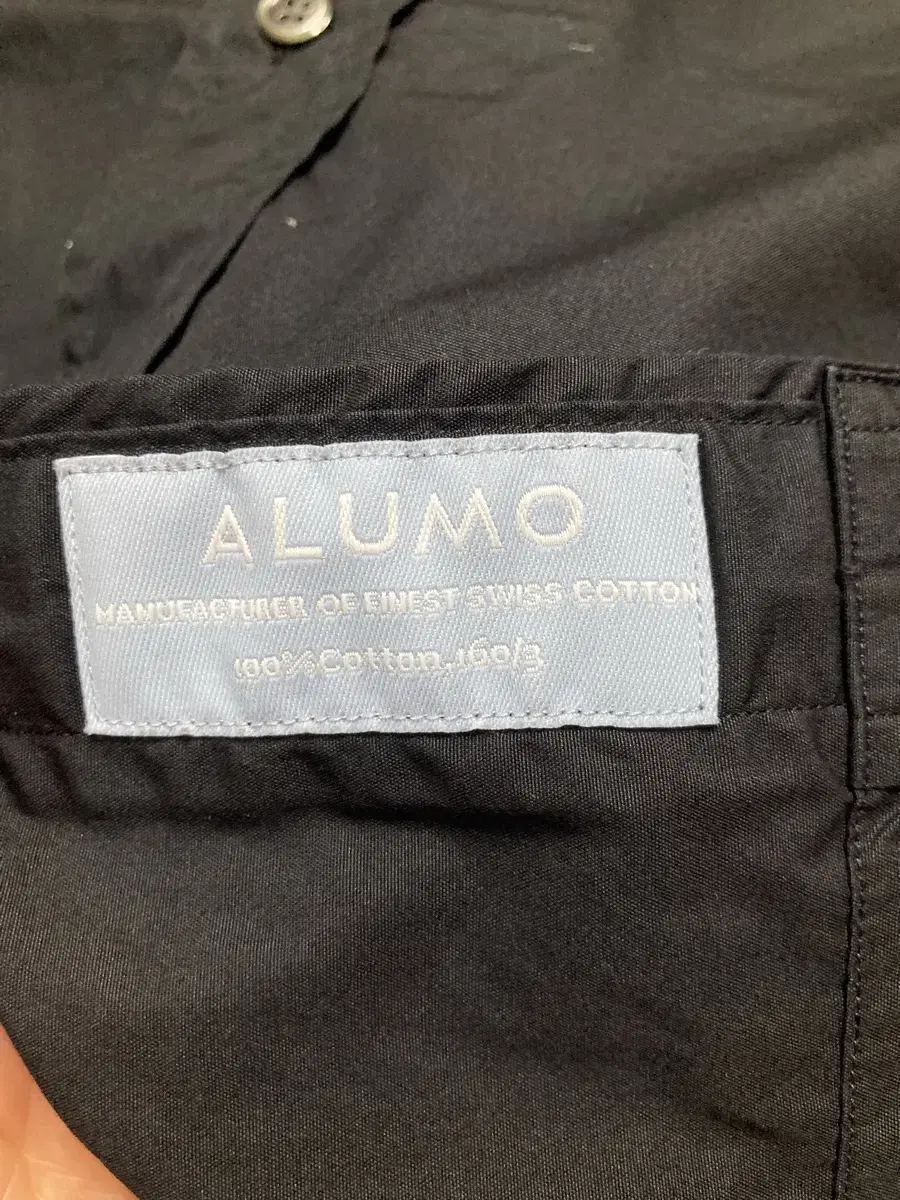 ALUMO
MANUFACTURER OF FINEST SWISS COTTON
100%Cotton,160/3